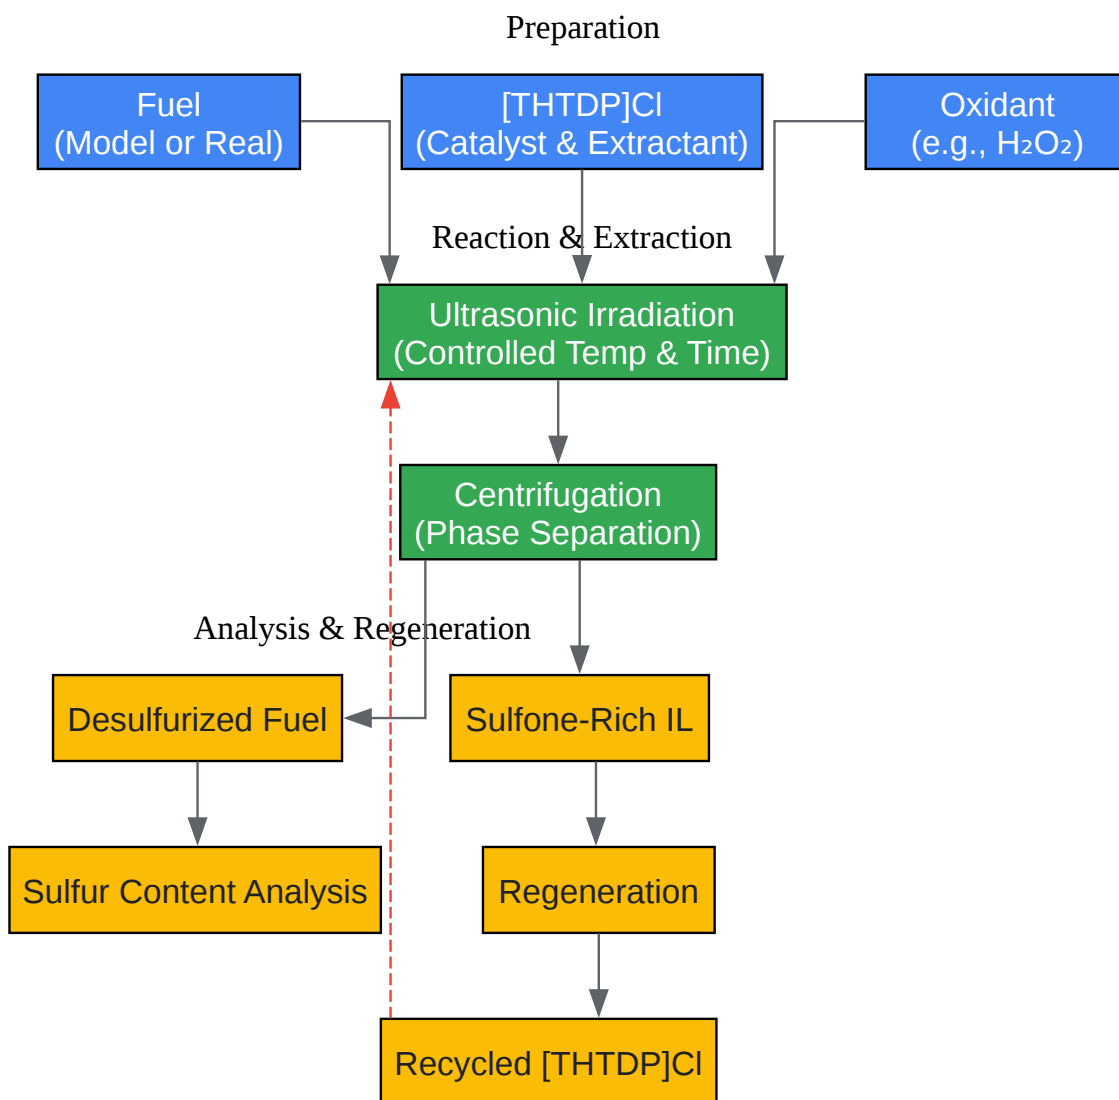 Preparation
Fuel
(Model or Real)
[THTDP]Cl
(Catalyst & Extractant)
Oxidant
(e.g., H₂O₂)
Reaction & Extraction
Ultrasonic Irradiation
(Controlled Temp & Time)
Centrifugation
(Phase Separation)
Analysis & Regeneration
Desulfurized Fuel
Sulfone-Rich IL
Sulfur Content Analysis
Regeneration
Recycled [THTDP]Cl